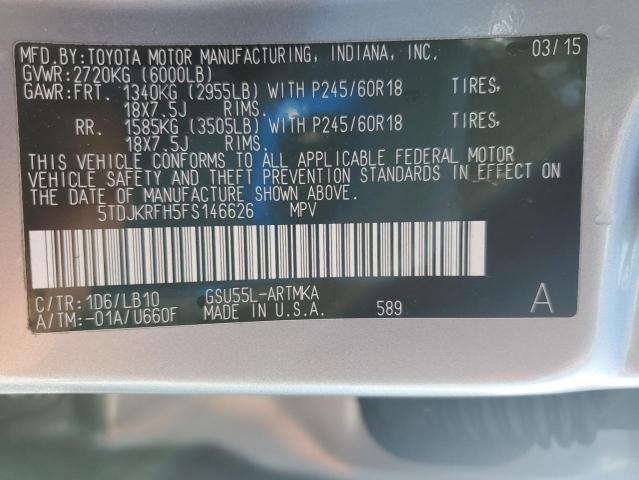 MFD.BY: TOYOTA MOTOR MANUFACTURING, INDIANA, INC. 03/15
GVWR: 2720KG (6000LB)
GAWR: FRT. 1340KG (2955LB) WITH P245/60R18 TIRES,
18X7.5J RIMS.
RR. 1585KG (3505LB) WITH P245/60R18 TIRES,
18X7.5J RIMS.
THIS VEHICLE CONFORMS TO ALL APPLICABLE FEDERAL MOTOR
VEHICLE SAFETY AND THEFT PREVENTION STANDARDS IN EFFECT ON
THE DATE OF MANUFACTURE SHOWN ABOVE.
5TDJKRFH5FS146626 MPV
C/TR: 1D6/LB10 GSU55L-ARTMKA
A/TM: -01A/U660F MADE IN U.S.A. 589 A